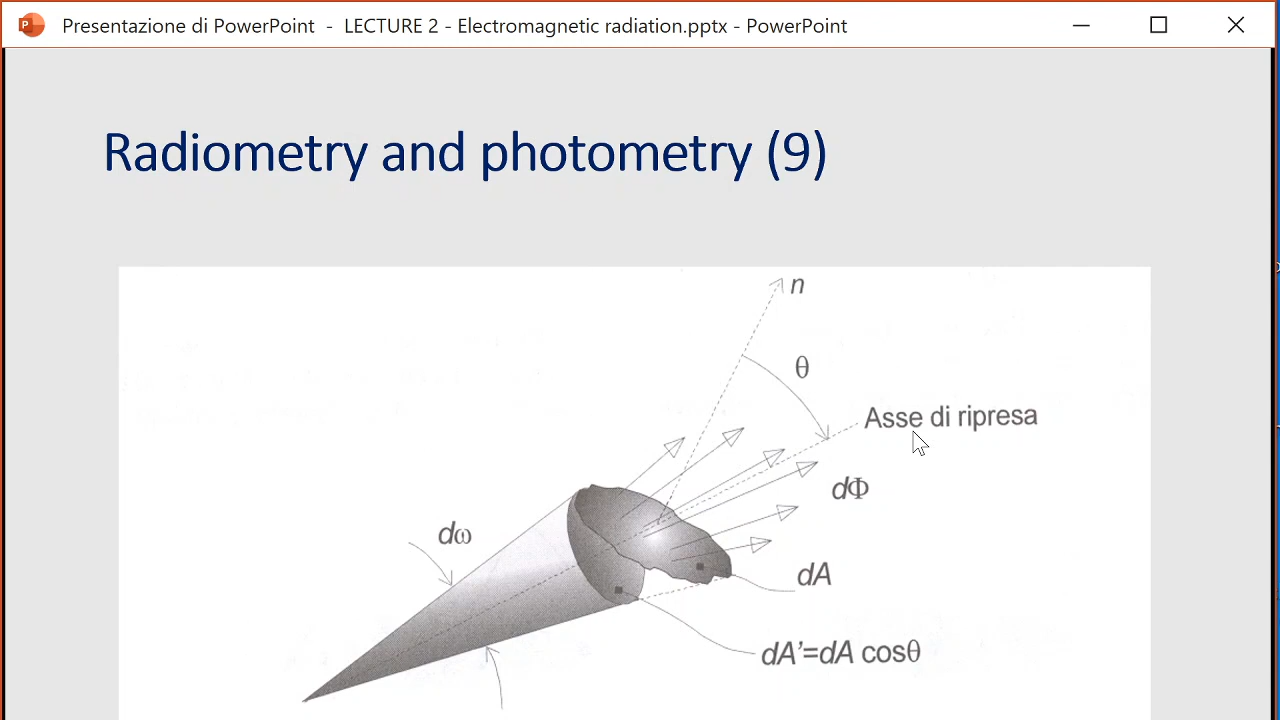 Presentazione di PowerPoint - LECTURE 2 - Electromagnetic radiation.pptx - PowerPoint
Radiometry and photometry (9)
n
θ
Asse di ripresa
dΦ
dω
dA
dA'=dA cosθ